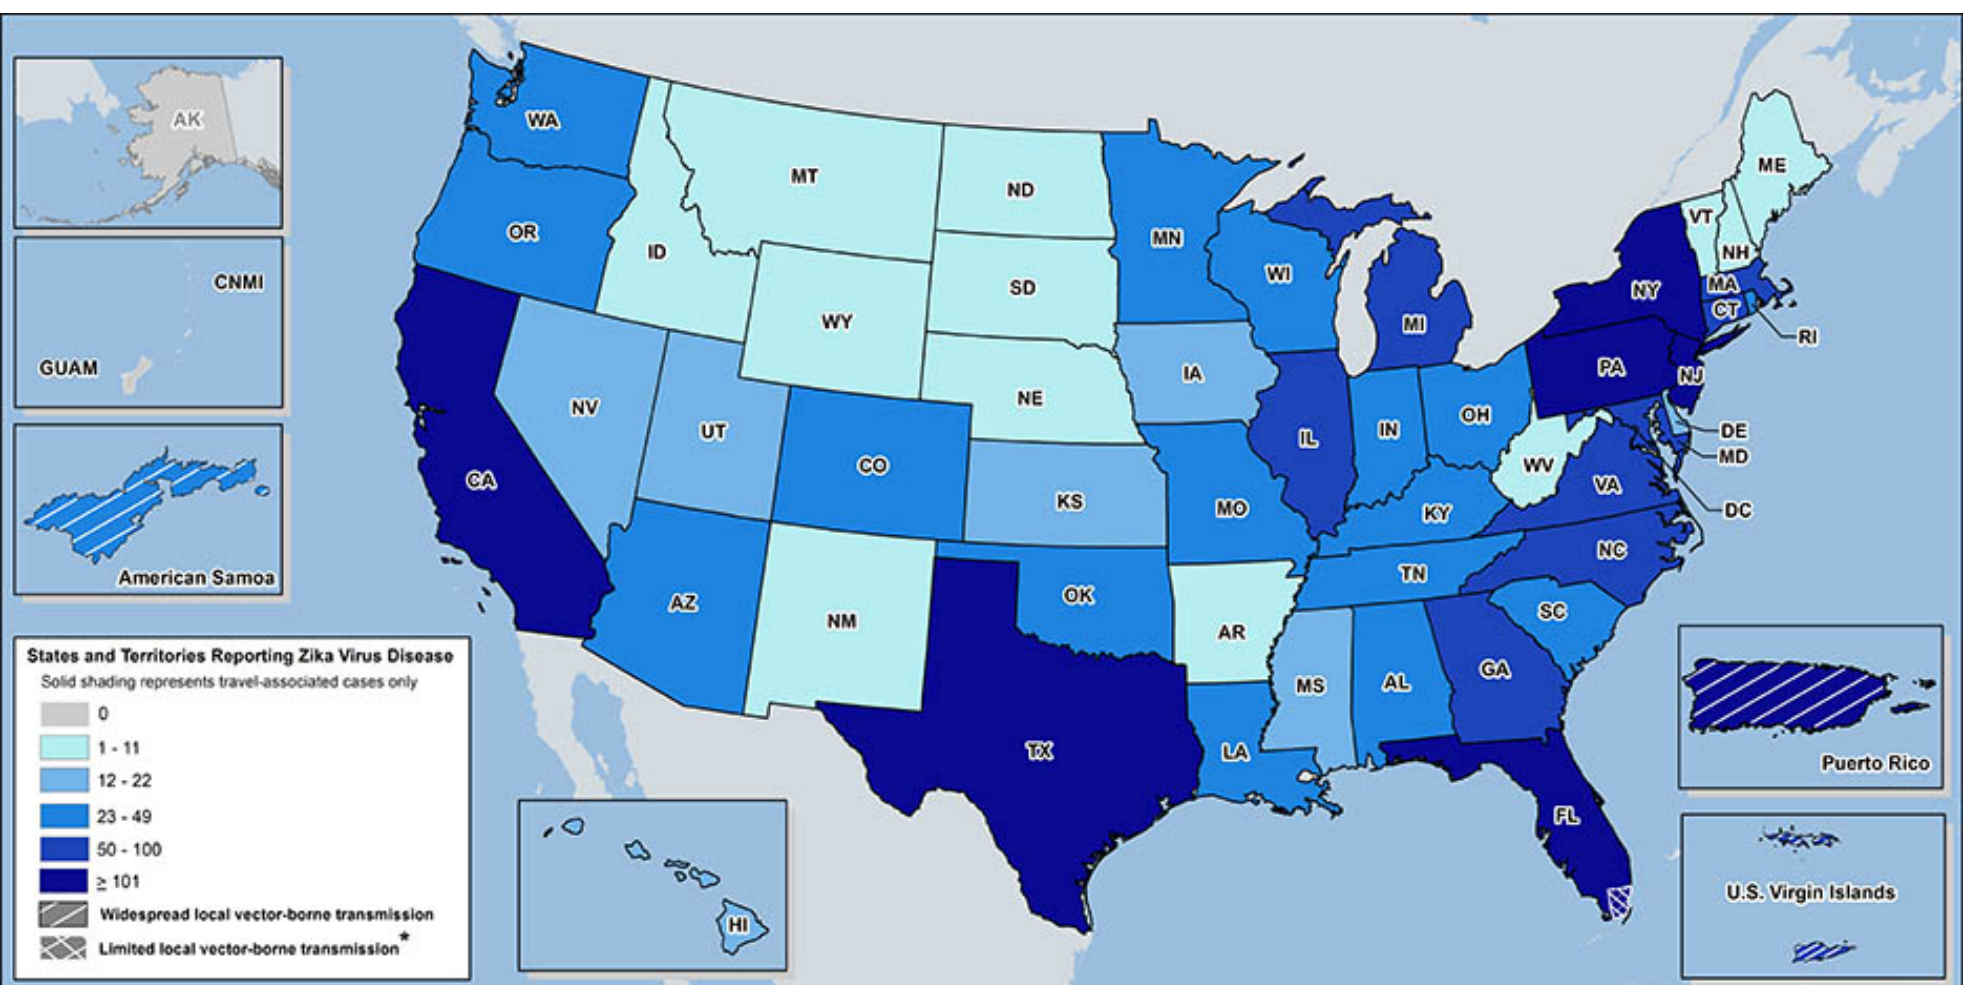 WA
AK
ME
MT
ND
VT
OR
MN
ID
NH
WI
CNMI
SD
MA
NY
CT
WY
MI
RI
GUAM
PA
IA
NJ
NE
NV
OH
UT
IN
DE
IL
CO
MD
WV
CA
VA
KS
MO
DC
KY
NC
American Samoa
TN
OK
AZ
SC
NM
AR
States and Territories Reporting Zika Virus Disease
GA
Solid shading represents travel-associated cases only
MS
AL
0
1 - 11
TX
LA
Puerto Rico
12 - 22
23 - 49
FL
50 - 100
≥ 101
U.S. Virgin Islands
Widespread local vector-borne transmission
HI
Limited local vector-borne transmission*